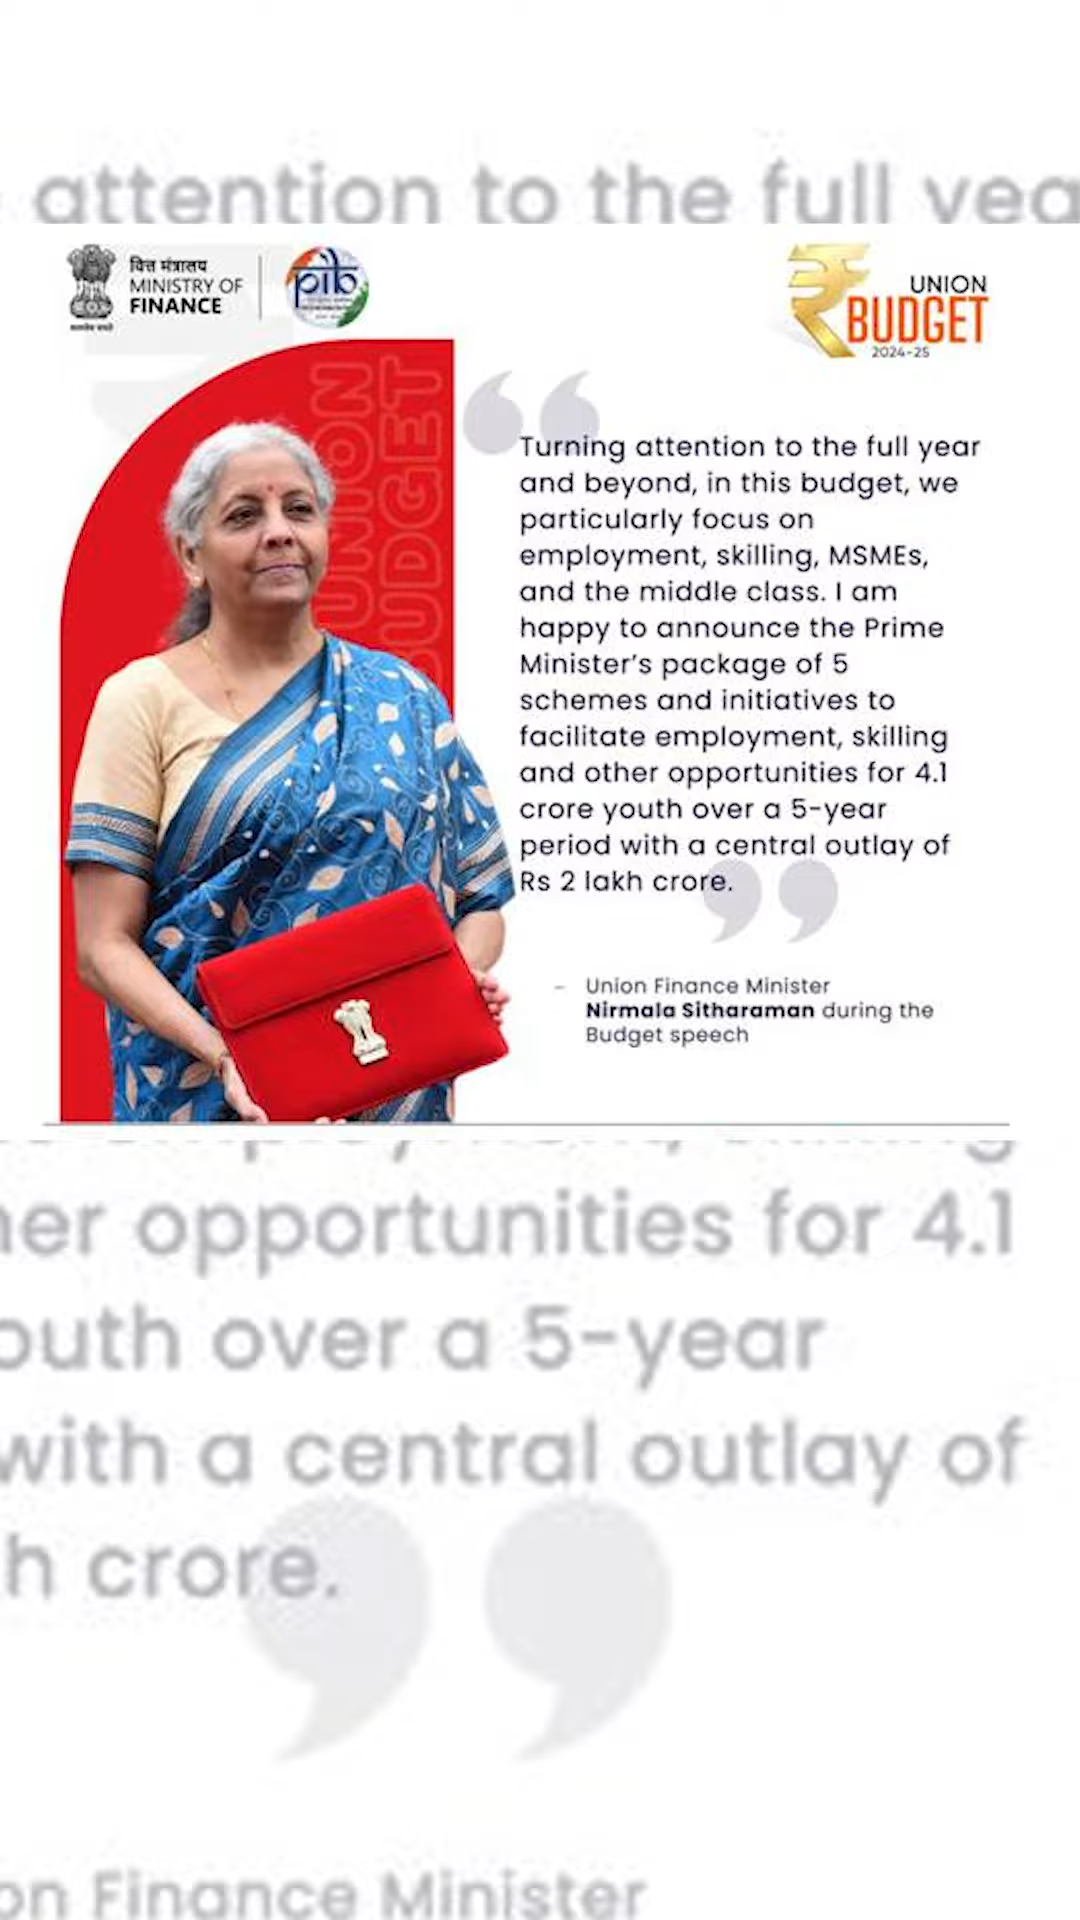 attention to the full yea
वित्त मंत्रालय
MINISTRY OF
FINANCE
pib
UNION
BUDGET
2024-25
UNION
BUDGET
Turning attention to the full year
and beyond, in this budget, we
particularly focus on
employment, skilling, MSMEs,
and the middle class. I am
happy to announce the Prime
Minister's package of 5
schemes and initiatives to
facilitate employment, skilling
and other opportunities for 4.1
crore youth over a 5-year
period with a central outlay of
Rs 2 lakh crore.
- Union Finance Minister
Nirmala Sitharaman during the
Budget speech
her opportunities for 4.1
outh over a 5-year
with a central outlay of
h crore.
on Finance Minister